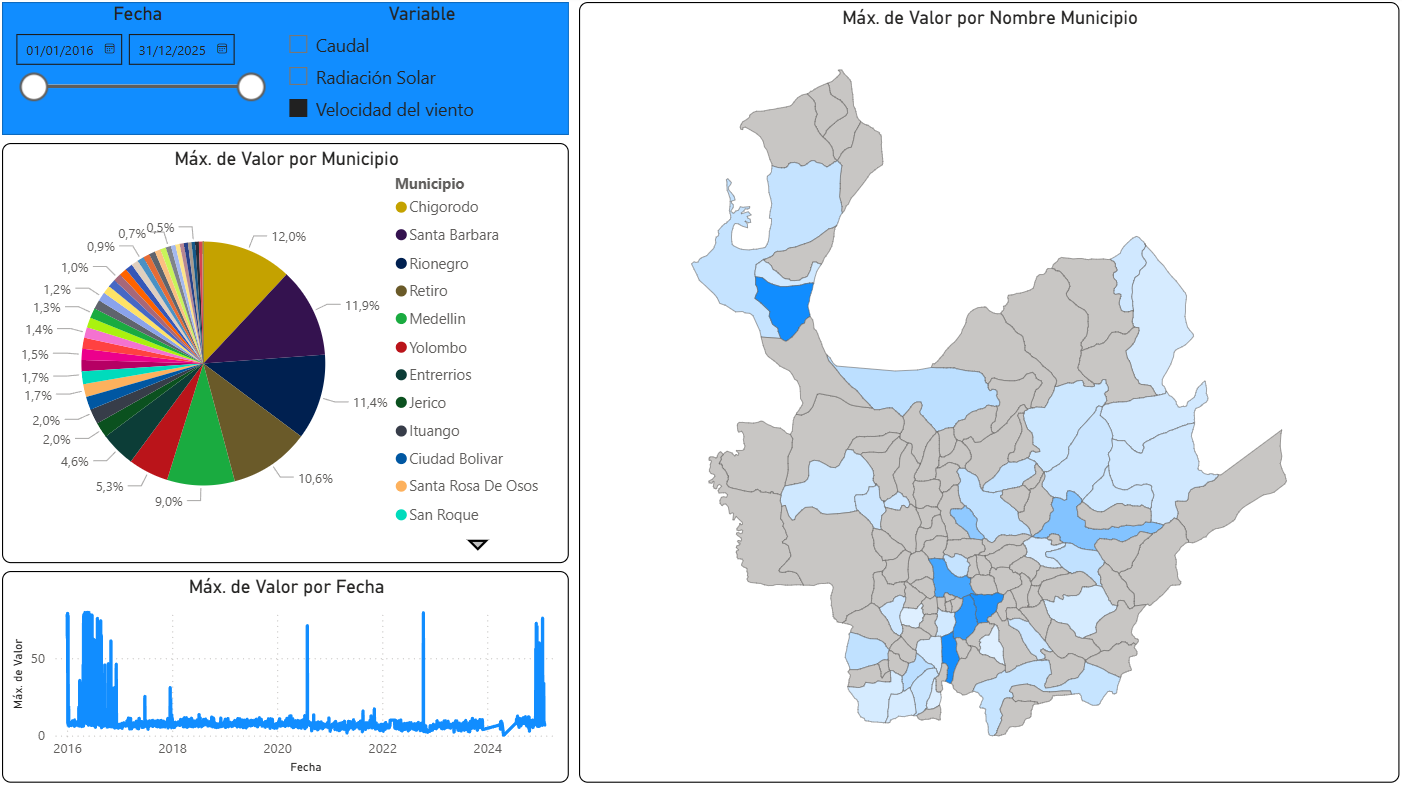 Fecha
Variable
01/01/2016
31/12/2025
Caudal
Radiación Solar
Velocidad del viento
Máx. de Valor por Municipio
12,0%
11,9%
11,4%
10,6%
9,0%
5,3%
4,6%
2,0%
2,0%
1,7%
1,7%
1,5%
1,4%
1,3%
1,2%
1,0%
0,9%
0,7%
0,5%
Municipio
Chigorodo
Santa Barbara
Rionegro
Retiro
Medellin
Yolombo
Entrerrios
Jerico
Ituango
Ciudad Bolivar
Santa Rosa De Osos
San Roque
Máx. de Valor por Fecha
Máx. de Valor
50
0
2016
2018
2020
2022
2024
Fecha
Máx. de Valor por Nombre Municipio